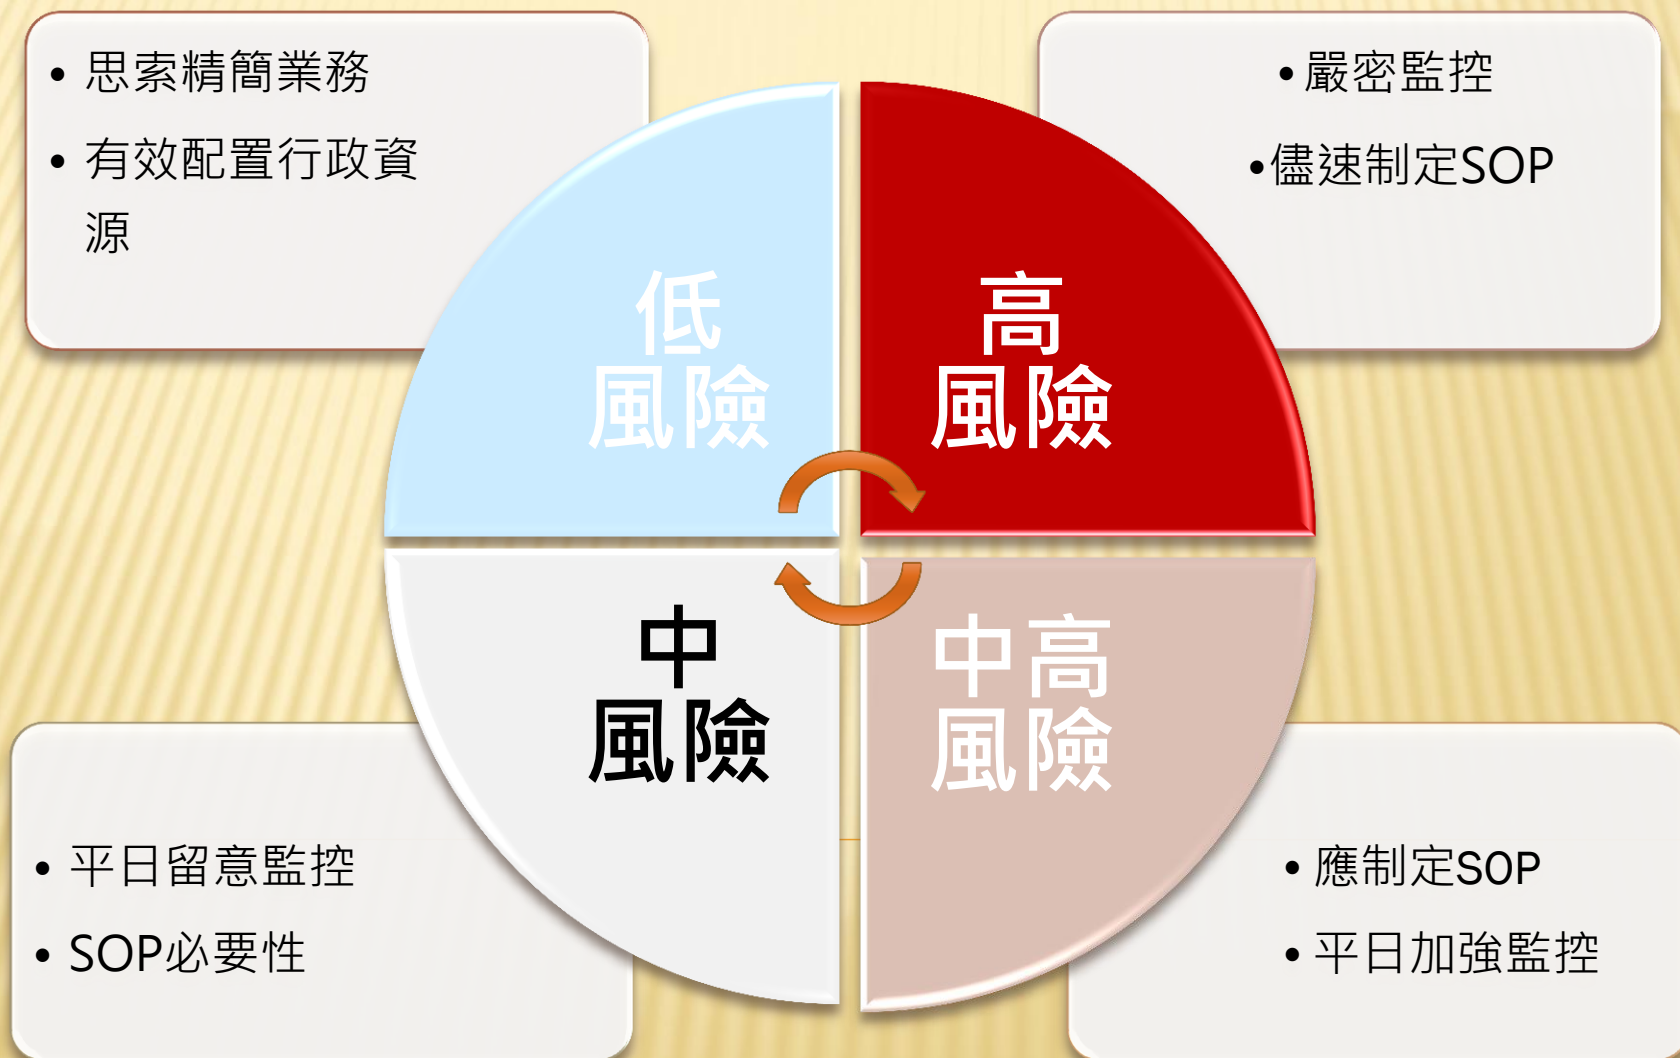 • 思索精簡業務
• 有效配置行政資
源
• 嚴密監控
•儘速制定SOP
低
風險
高
風險
中
風險
中高
風險
• 平日留意監控
• SOP必要性
• 應制定SOP
• 平日加強監控